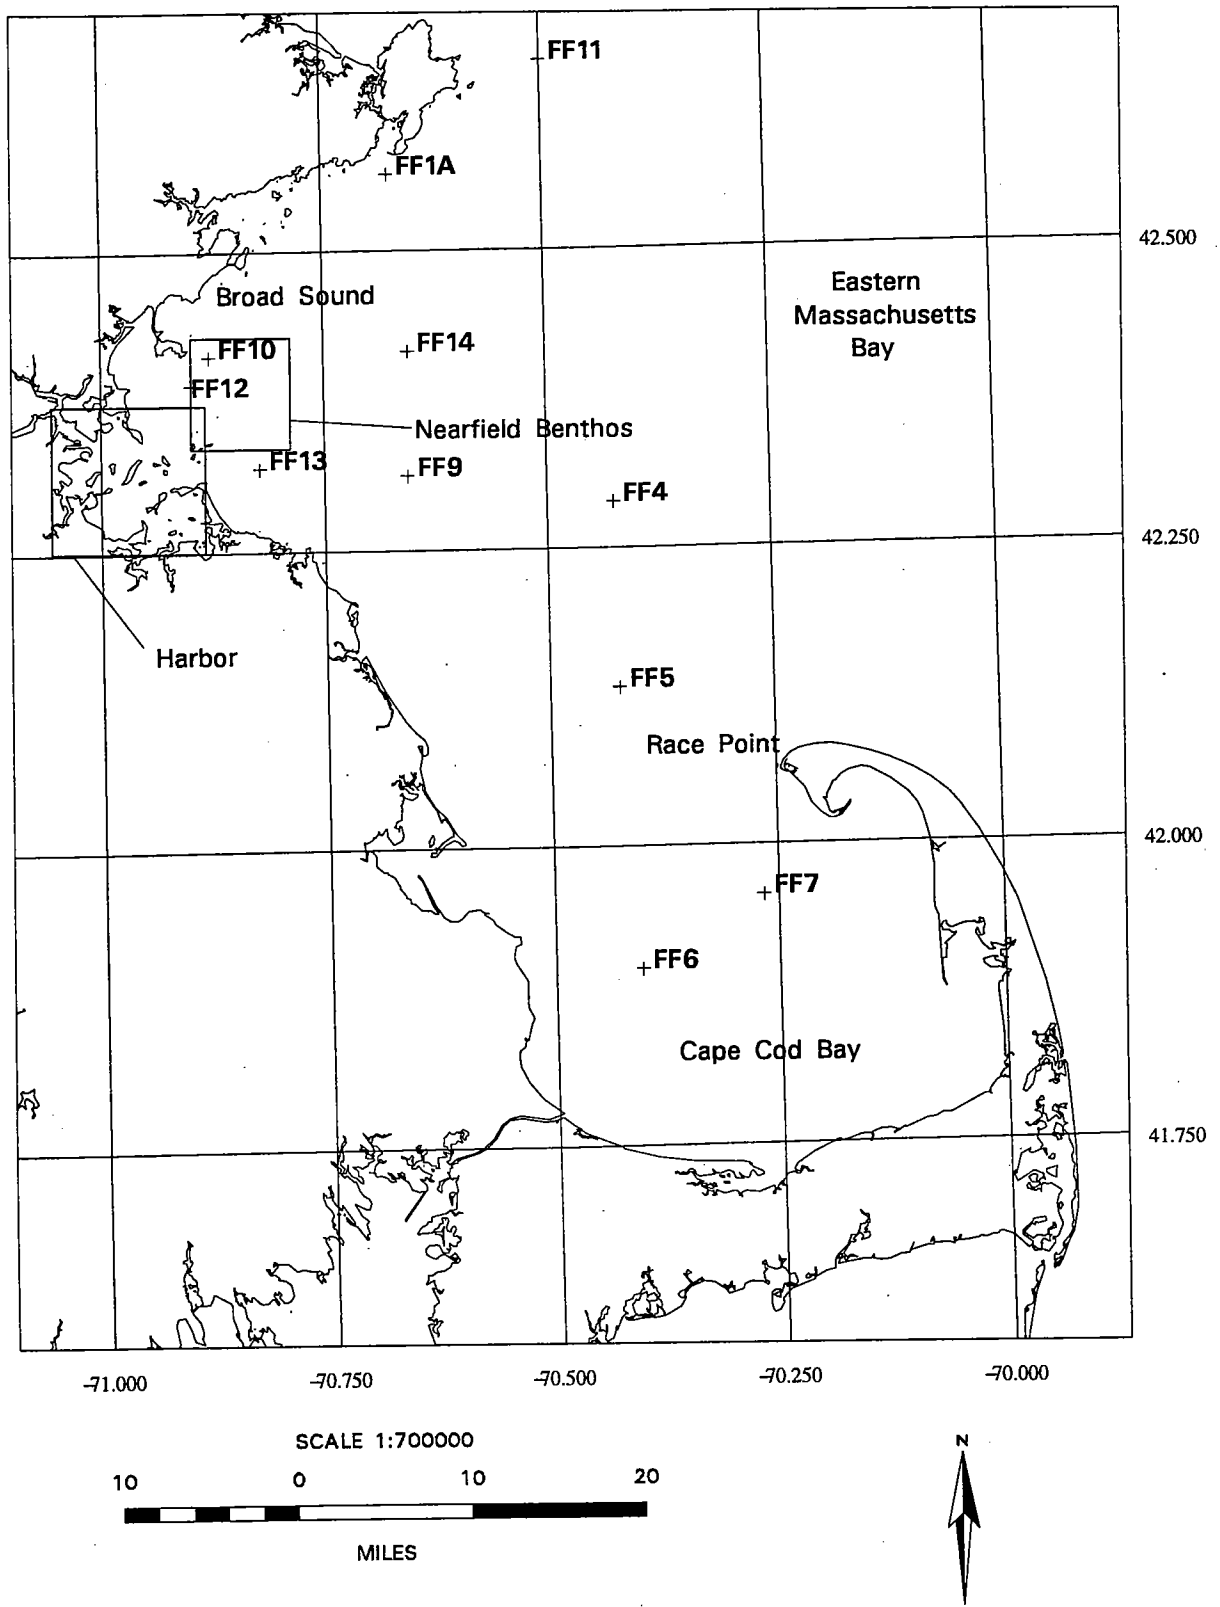 FF11
FF1A
42.500
Eastern
Massachusetts
Bay
Broad Sound
FF14
FF10
FF12
Nearfield Benthos
FF13
FF9
FF4
42.250
Harbor
FF5
Race Point
42.000
FF7
FF6
Cape Cod Bay
41.750
-71.000
-70.750
-70.500
-70.250
-70.000
SCALE 1:700000
N
10 0 10 20
MILES